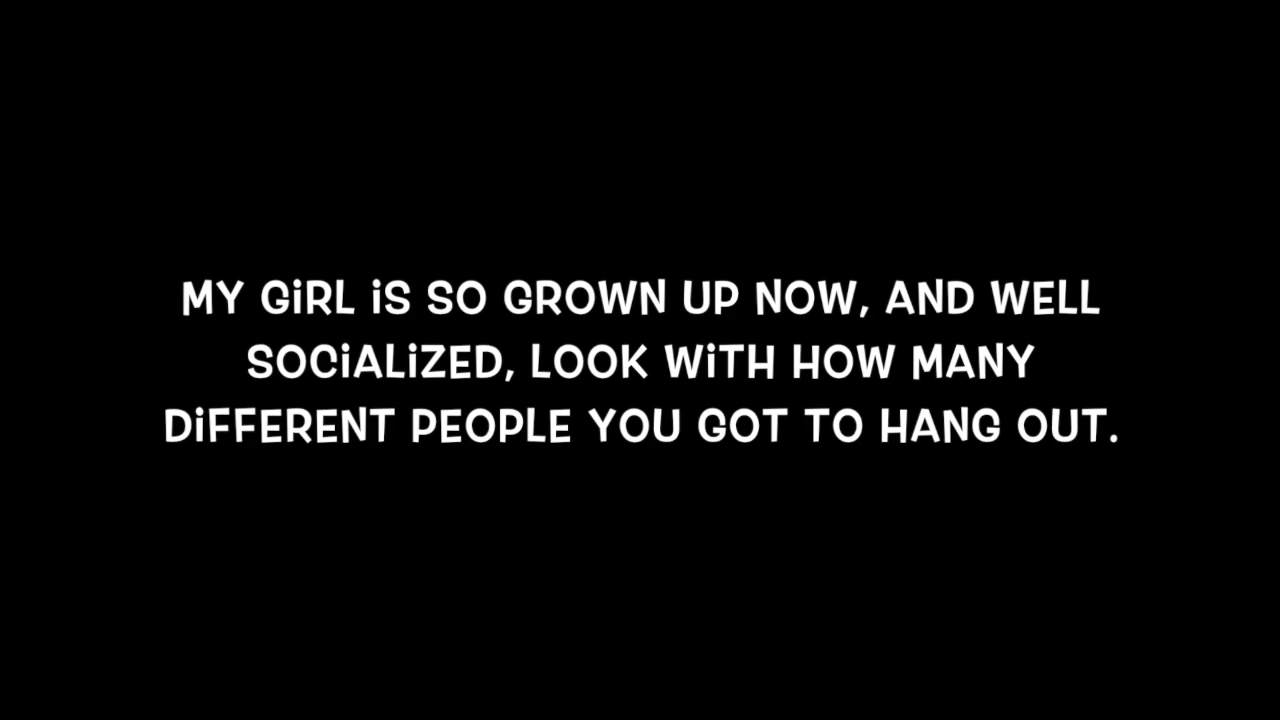 MY GiRL iS SO GROWN UP NOW, AND WELL
SOCiALiZED, LOOK WiTH HOW MANY
DiFFERENT PEOPLE YOU GOT TO HANG OUT.